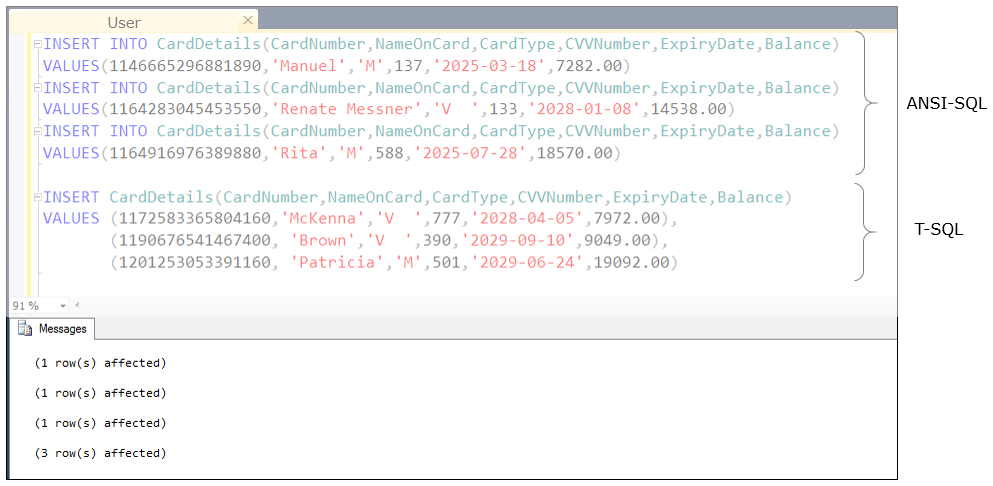 User
INSERT INTO CardDetails(CardNumber,NameOnCard,CardType,CVVNumber,ExpiryDate,Balance)
VALUES(1146665296881890,'Manuel','M',137,'2025-03-18',7282.00)
INSERT INTO CardDetails(CardNumber,NameOnCard,CardType,CVVNumber,ExpiryDate,Balance)
VALUES(1164283045453550,'Renate Messner','V  ',133,'2028-01-08',14538.00)
INSERT INTO CardDetails(CardNumber,NameOnCard,CardType,CVVNumber,ExpiryDate,Balance)
VALUES(1164916976389880,'Rita','M',588,'2025-07-28',18570.00)
ANSI-SQL
INSERT CardDetails(CardNumber,NameOnCard,CardType,CVVNumber,ExpiryDate,Balance)
VALUES (1172583365804160,'McKenna','V  ',777,'2028-04-05',7972.00),
(1190676541467400, 'Brown','V  ',390,'2029-09-10',9049.00),
(1201253053391160, 'Patricia','M',501,'2029-06-24',19092.00)
T-SQL
91 %
Messages
(1 row(s) affected)
(1 row(s) affected)
(1 row(s) affected)
(3 row(s) affected)